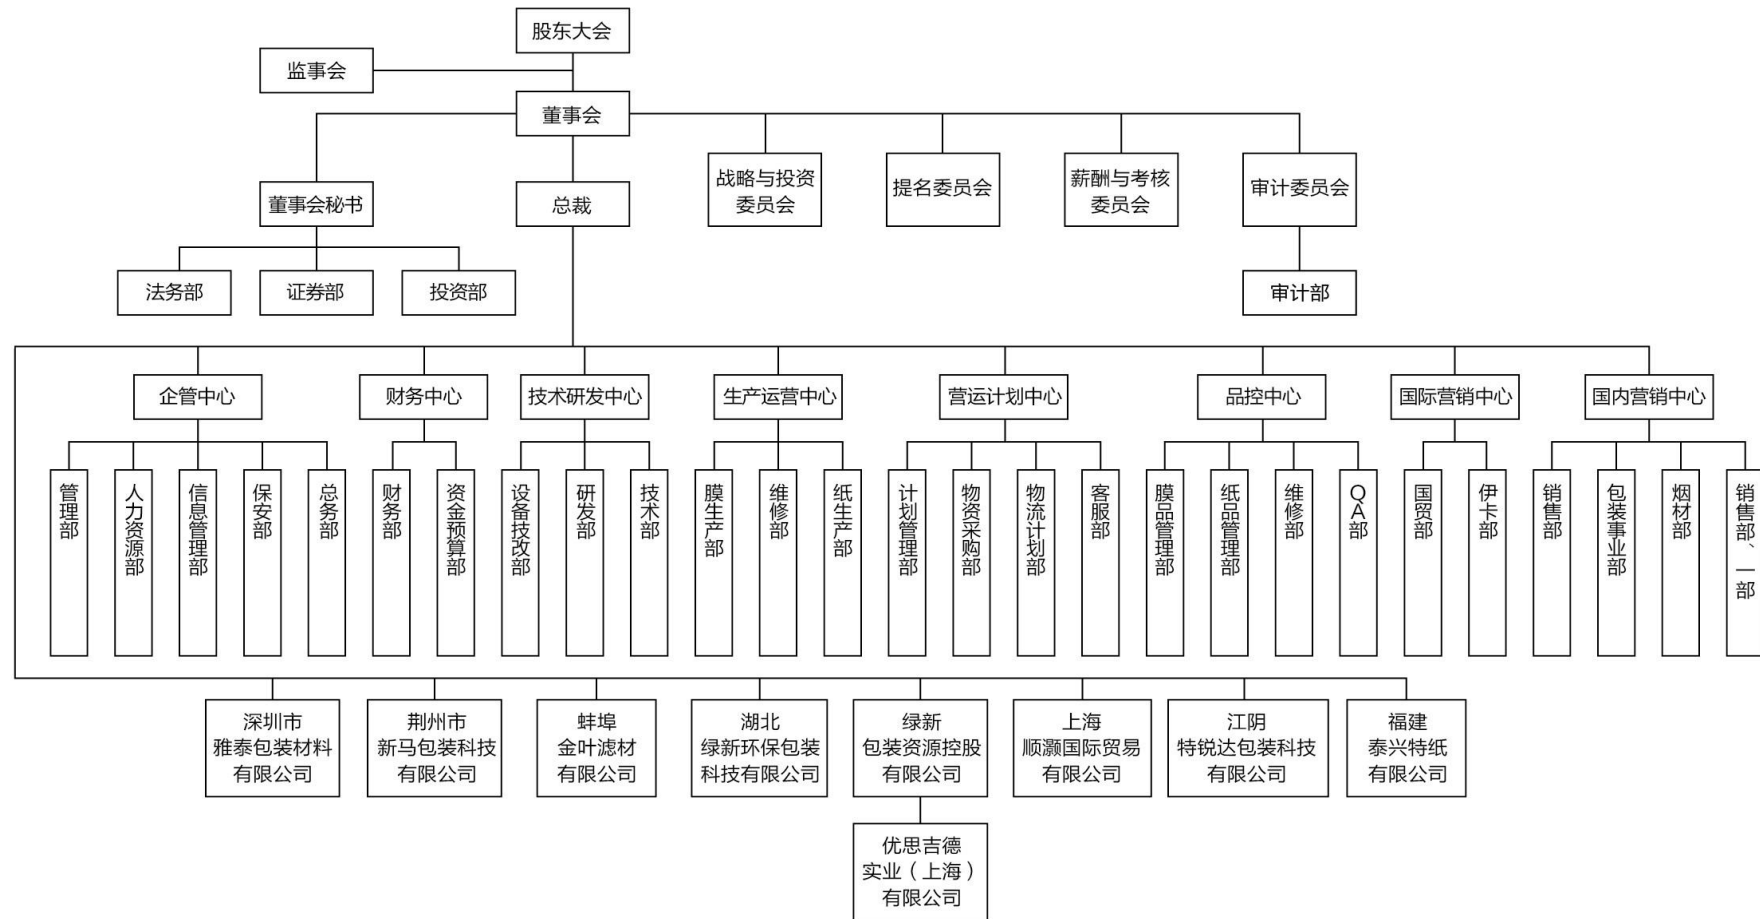 股东大会
监事会
董事会
战略与投资
委员会
提名委员会
薪酬与考核
委员会
审计委员会
董事会秘书
总裁
法务部
证券部
投资部
审计部
企管中心
财务中心
技术研发中心
生产运营中心
营运计划中心
品控中心
国际营销中心
国内营销中心
管理部
人力资源部
信息管理部
保安部
总务部
财务部
资金预算部
设备技改部
研发部
技术部
膜生产部
维修部
纸生产部
计划管理部
物资采购部
物流计划部
客服部
膜品管理部
纸品管理部
维修部
QA部
国贸部
伊卡部
销售部
包装事业部
烟材部
销售部、一部
深圳市
雅泰包装材料
有限公司
荆州市
新马包装科技
有限公司
蚌埠
金叶滤材
有限公司
湖北
绿新环保包装
科技有限公司
绿新
包装资源控股
有限公司
上海
顺灏国际贸易
有限公司
江阴
特锐达包装科技
有限公司
福建
泰兴特纸
有限公司
优思吉德
实业（上海）
有限公司